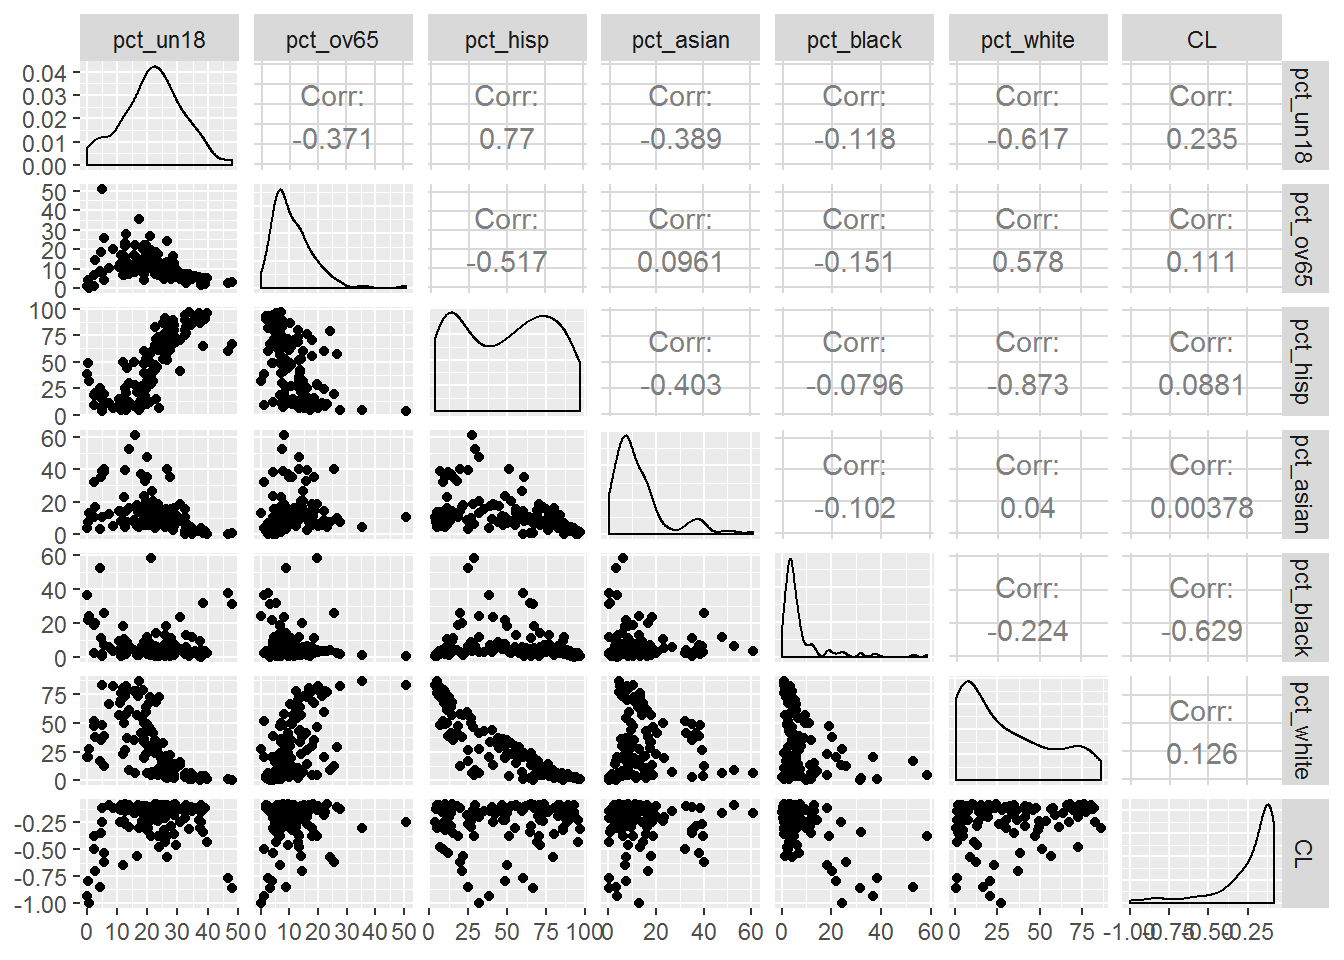 pct_un18 pct_ov65 pct_hisp pct_asian pct_black pct_white CL
0.04
0.03
0.02
0.01
0.00
Corr: Corr: Corr: Corr: Corr: Corr:
-0.371 0.77 -0.389 -0.118 -0.617 0.235
pct_un18
50
40
30
20
10
0
Corr: Corr: Corr: Corr: Corr:
-0.517 0.0961 -0.151 0.578 0.111
pct_ov65
100
75
50
25
0
Corr: Corr: Corr: Corr:
-0.403 -0.0796 -0.873 0.0881
pct_hisp
60
40
20
0
Corr: Corr: Corr:
-0.102 0.04 0.00378
pct_asian
60
40
20
0
Corr: Corr:
-0.224 -0.629
pct_black
75
50
25
0
Corr:
0.126
pct_white
-0.25
-0.50
-0.75
-1.00
CL
0 10 20 30 40 50 0 10 20 30 40 50 0 25 50 75 100 0 20 40 60 0 20 40 60 0 25 50 75 -1.00 -0.75 -0.50 -0.25